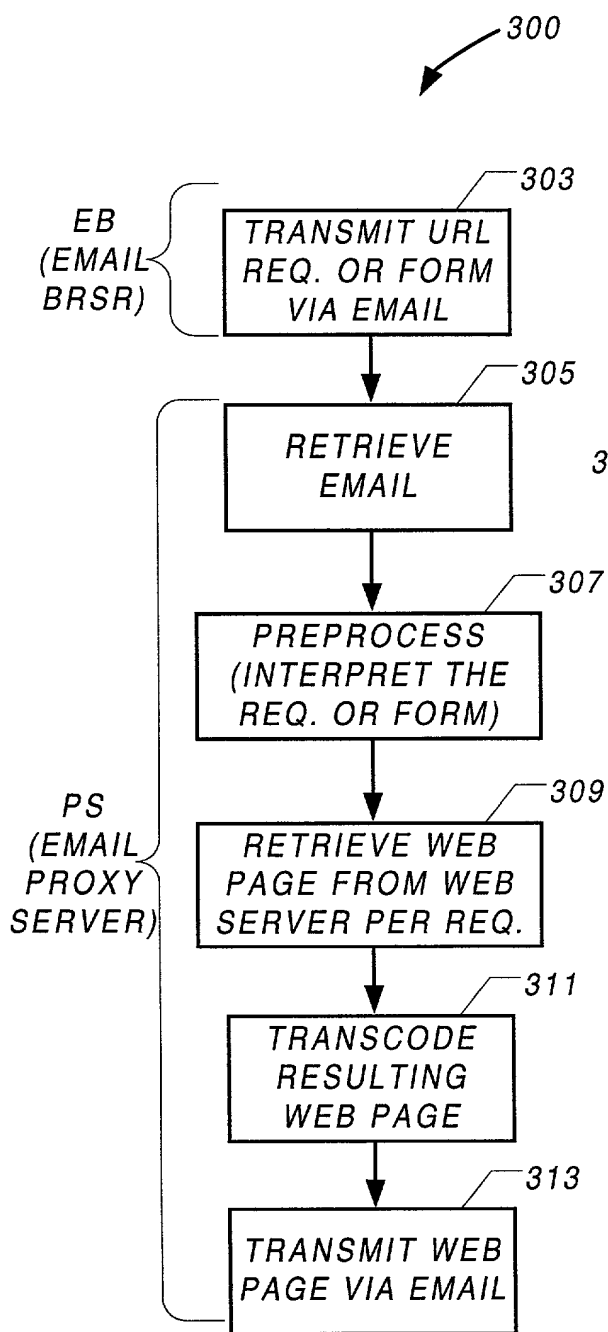 300
303
EB
(EMAIL
BRSR)
TRANSMIT URL
REQ. OR FORM
VIA EMAIL
305
RETRIEVE
EMAIL
3
307
PREPROCESS
(INTERPRET THE
REQ. OR FORM)
PS
(EMAIL
PROXY
SERVER)
309
RETRIEVE WEB
PAGE FROM WEB
SERVER PER REQ.
311
TRANSCODE
RESULTING
WEB PAGE
313
TRANSMIT WEB
PAGE VIA EMAIL